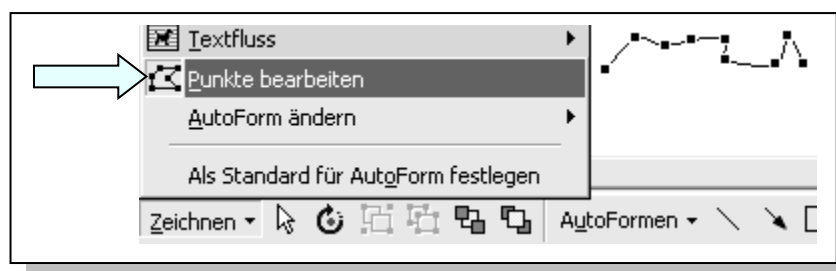 Textfluss
Punkte bearbeiten
AutoForm ändern
Als Standard für AutoForm festlegen
Zeichnen AutoFormen